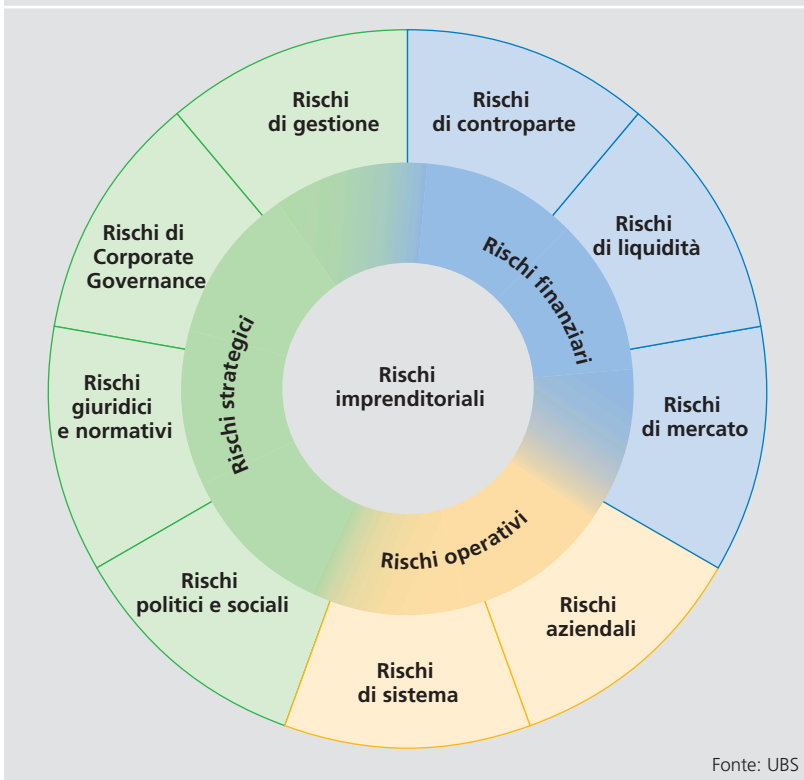 Rischi
di gestione
Rischi
di controparte
Rischi di
Corporate
Governance
Rischi
di liquidità
Rischi finanziari
Rischi strategici
Rischi
imprenditoriali
Rischi
giuridici
e normativi
Rischi
di mercato
Rischi operativi
Rischi
politici e sociali
Rischi
aziendali
Rischi
di sistema
Fonte: UBS